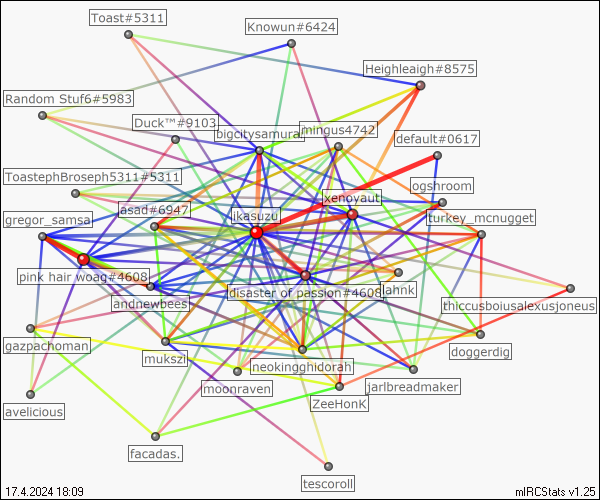 Toast#5311
Knowun#6424
Heighleaigh#8575
Random Stuf6#5983
Duck™#9103
bigcitysamurai
mingus4742
default#0617
ToastephBroseph5311#5311
ogshroom
xenoyaut
asad#6947
ikasuzu
turkey_mcnugget
gregor_samsa
pink hair woag#4608
disaster of passion#4608
lahnk
andnewbees
thiccusboiusalexusjoneus
gazpachoman
mukszi
neokingghidorah
doggerdig
moonraven
jarlbreadmaker
avelicious
ZeeHonK
facadas.
tescoroll
17.4.2024 18:09
mIRCStats v1.25